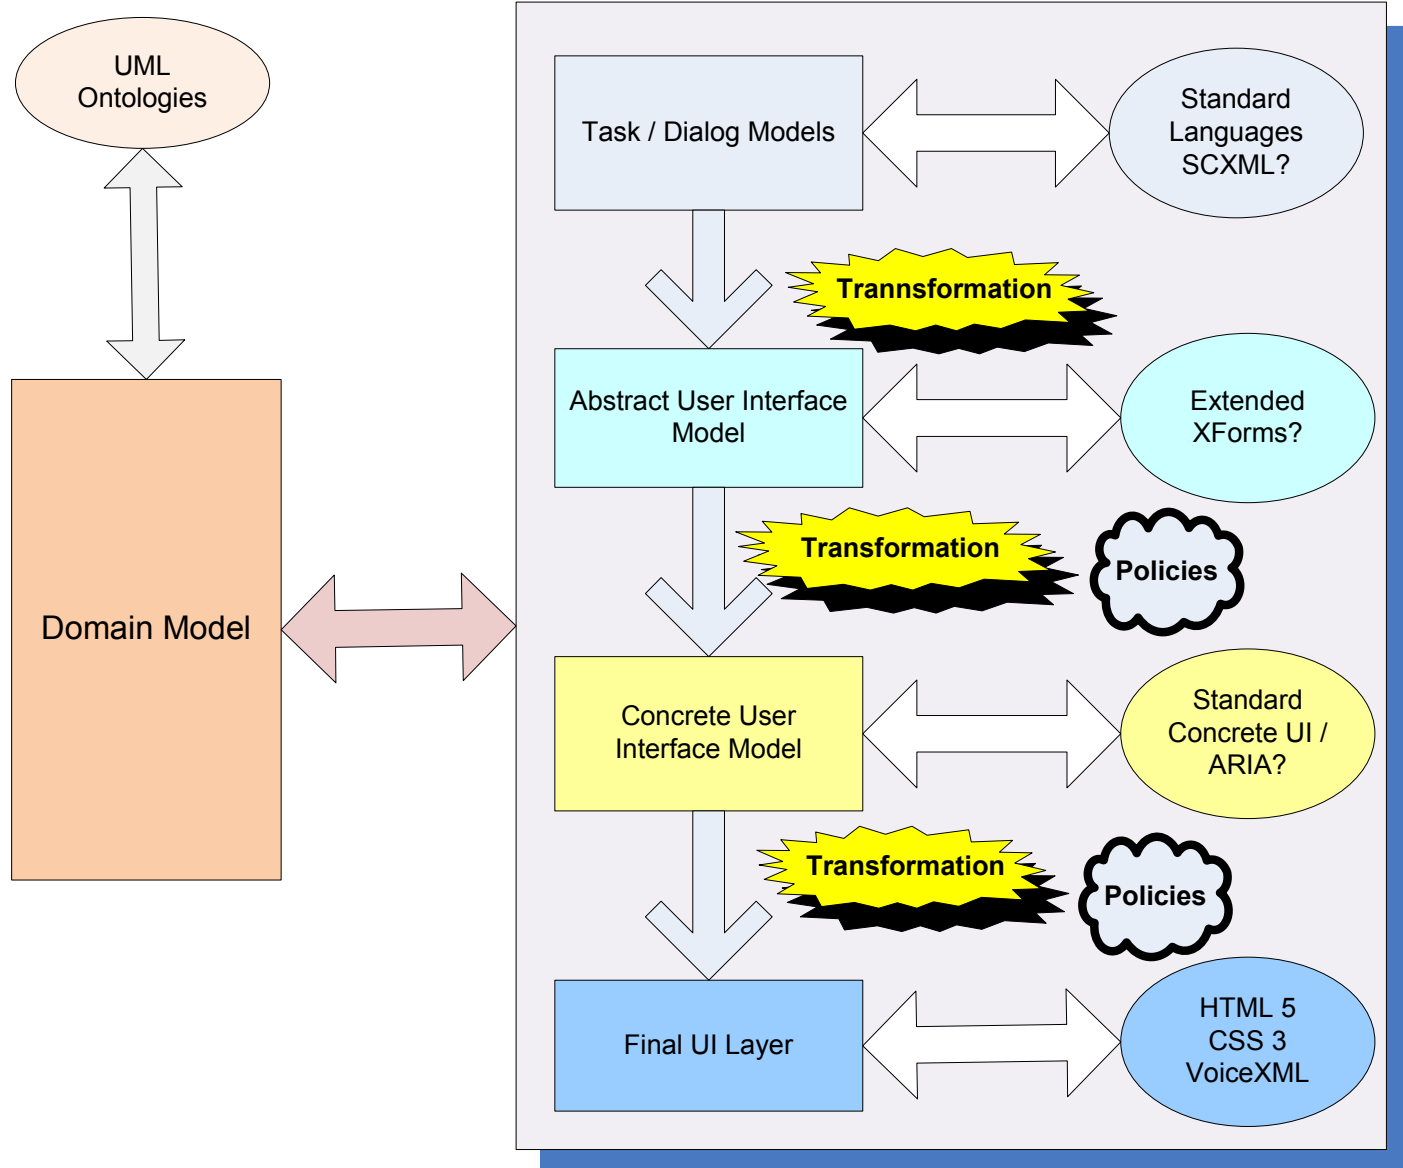 UML
Ontologies
Domain Model
Task / Dialog Models
Standard
Languages
SCXML?
Trannsformation
Abstract User Interface
Model
Extended
XForms?
Transformation
Policies
Concrete User
Interface Model
Standard
Concrete UI /
ARIA?
Transformation
Policies
Final UI Layer
HTML 5
CSS 3
VoiceXML